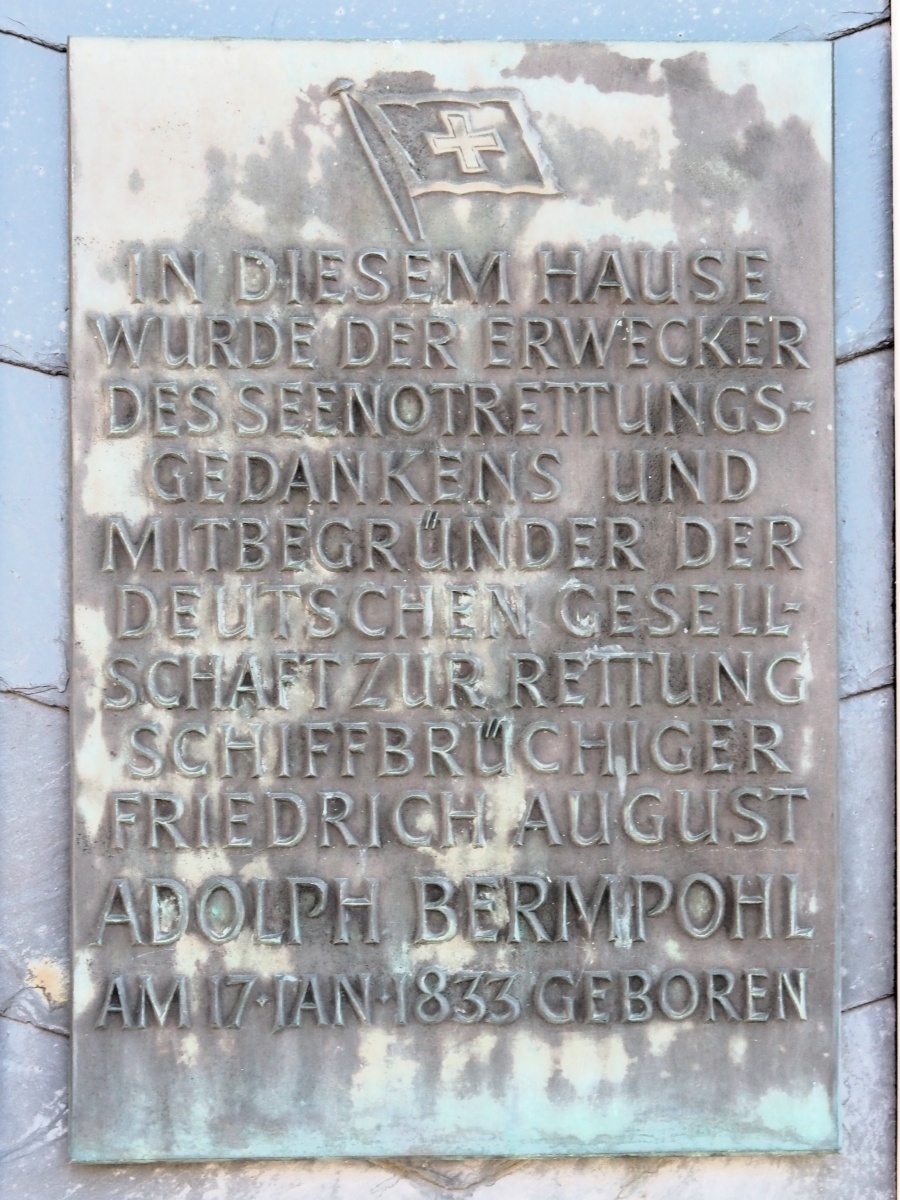 IN DIESEM HAUSE
WURDE DER ERWECKER
DES SEENOTRETTUNGS-
GEDANKENS UND
MITBEGRÜNDER DER
DEUTSCHEN GESELL-
SCHAFT ZUR RETTUNG
SCHIFFBRÜCHIGER
FRIEDRICH AUGUST
ADOLPH BERMPOHL
AM 17·JAN·1833 GEBOREN